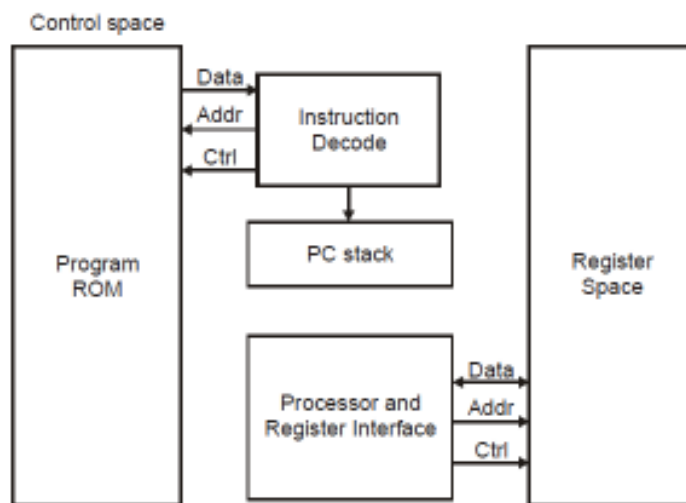 Control space
Data
Addr
Ctrl
Instruction
Decode
PC stack
Program
ROM
Register
Space
Processor and
Register Interface
Data
Addr
Ctrl